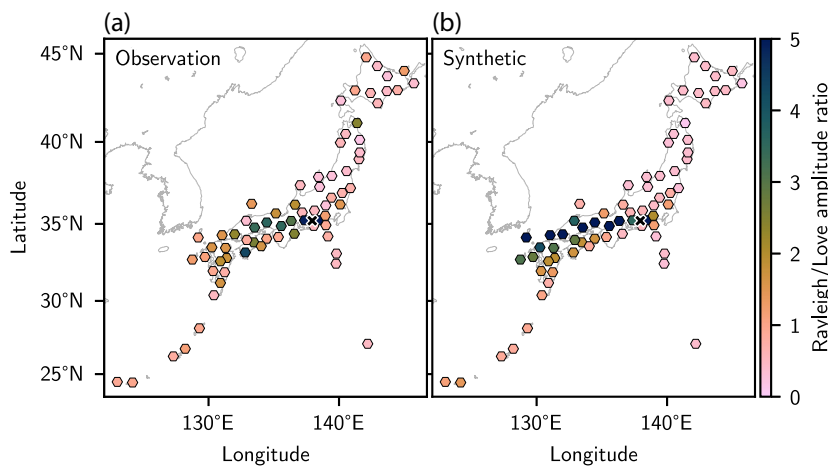 (a)
(b)
Observation
Synthetic
45°N
40°N
35°N
30°N
25°N
Latitude
130°E
140°E
130°E
140°E
Longitude
Longitude
5
4
3
2
1
0
Rayleigh/Love amplitude ratio